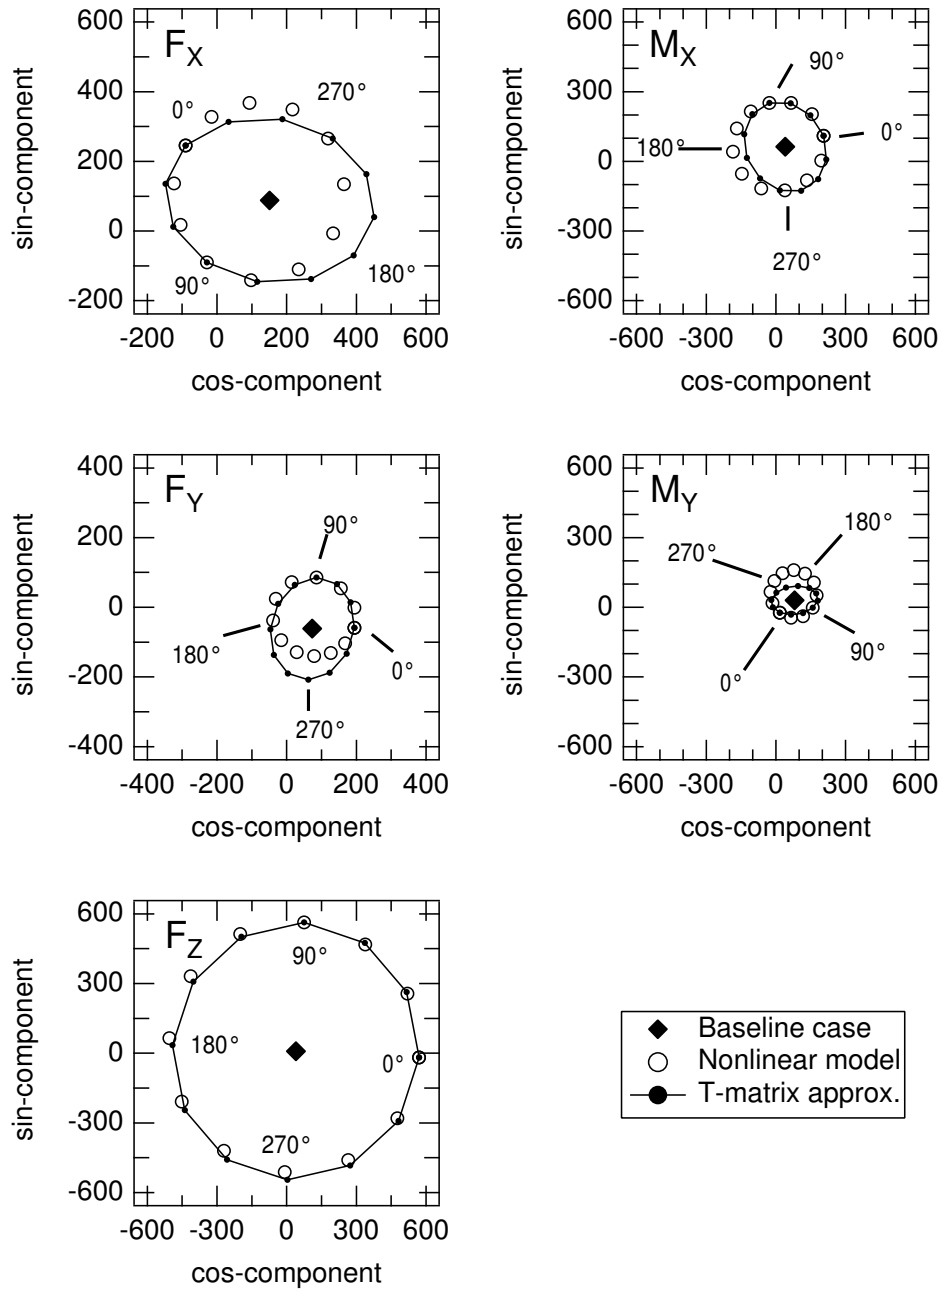 F_X
600
400
200
0
-200
sin-component
0°
270°
90°
180°
-200 0 200 400 600
cos-component
M_X
600
300
0
-300
-600
sin-component
90°
0°
180°
270°
-600 -300 0 300 600
cos-component
F_Y
400
200
0
-200
-400
sin-component
90°
180°
0°
270°
-400 -200 0 200 400
cos-component
M_Y
600
300
0
-300
-600
sin-component
180°
270°
90°
0°
-600 -300 0 300 600
cos-component
F_Z
600
300
0
-300
-600
sin-component
90°
180°
0°
270°
-600 -300 0 300 600
cos-component
Baseline case
Nonlinear model
T-matrix approx.